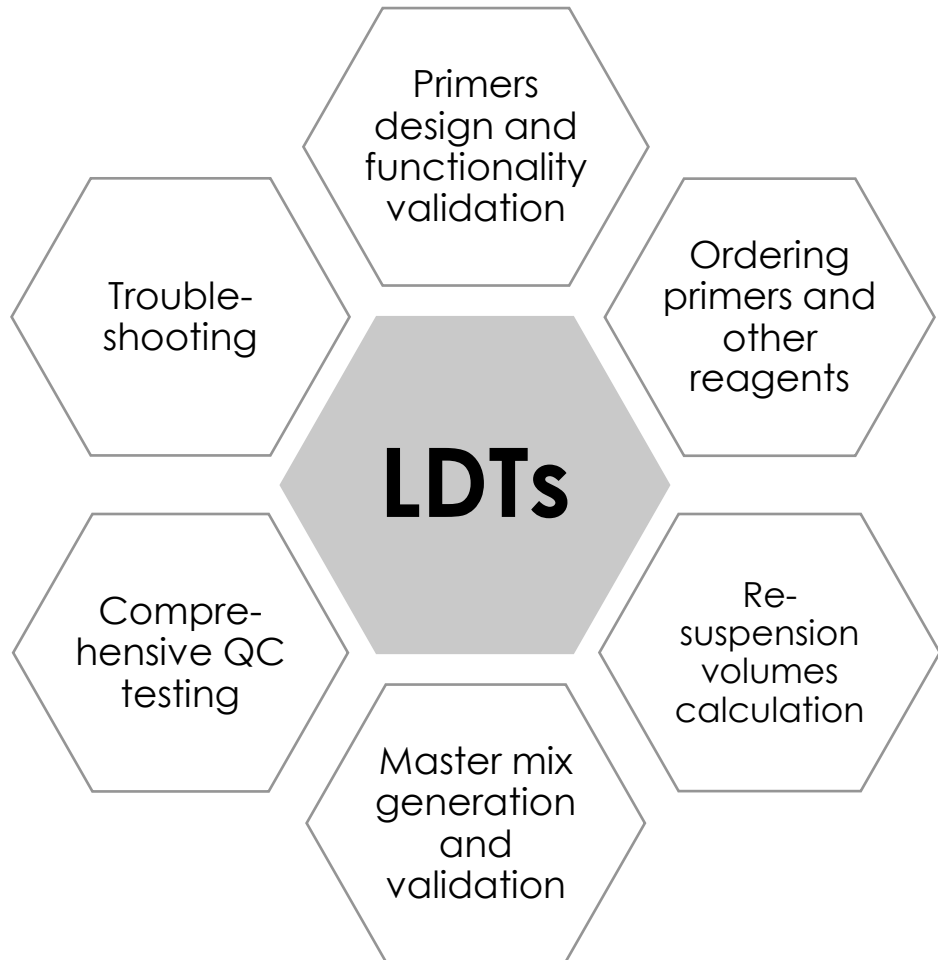 Primers
design and
functionality
validation
Ordering
primers and
other
reagents
Re-
suspension
volumes
calculation
Master mix
generation
and
validation
Compre-
hensive QC
testing
Trouble-
shooting
LDTs